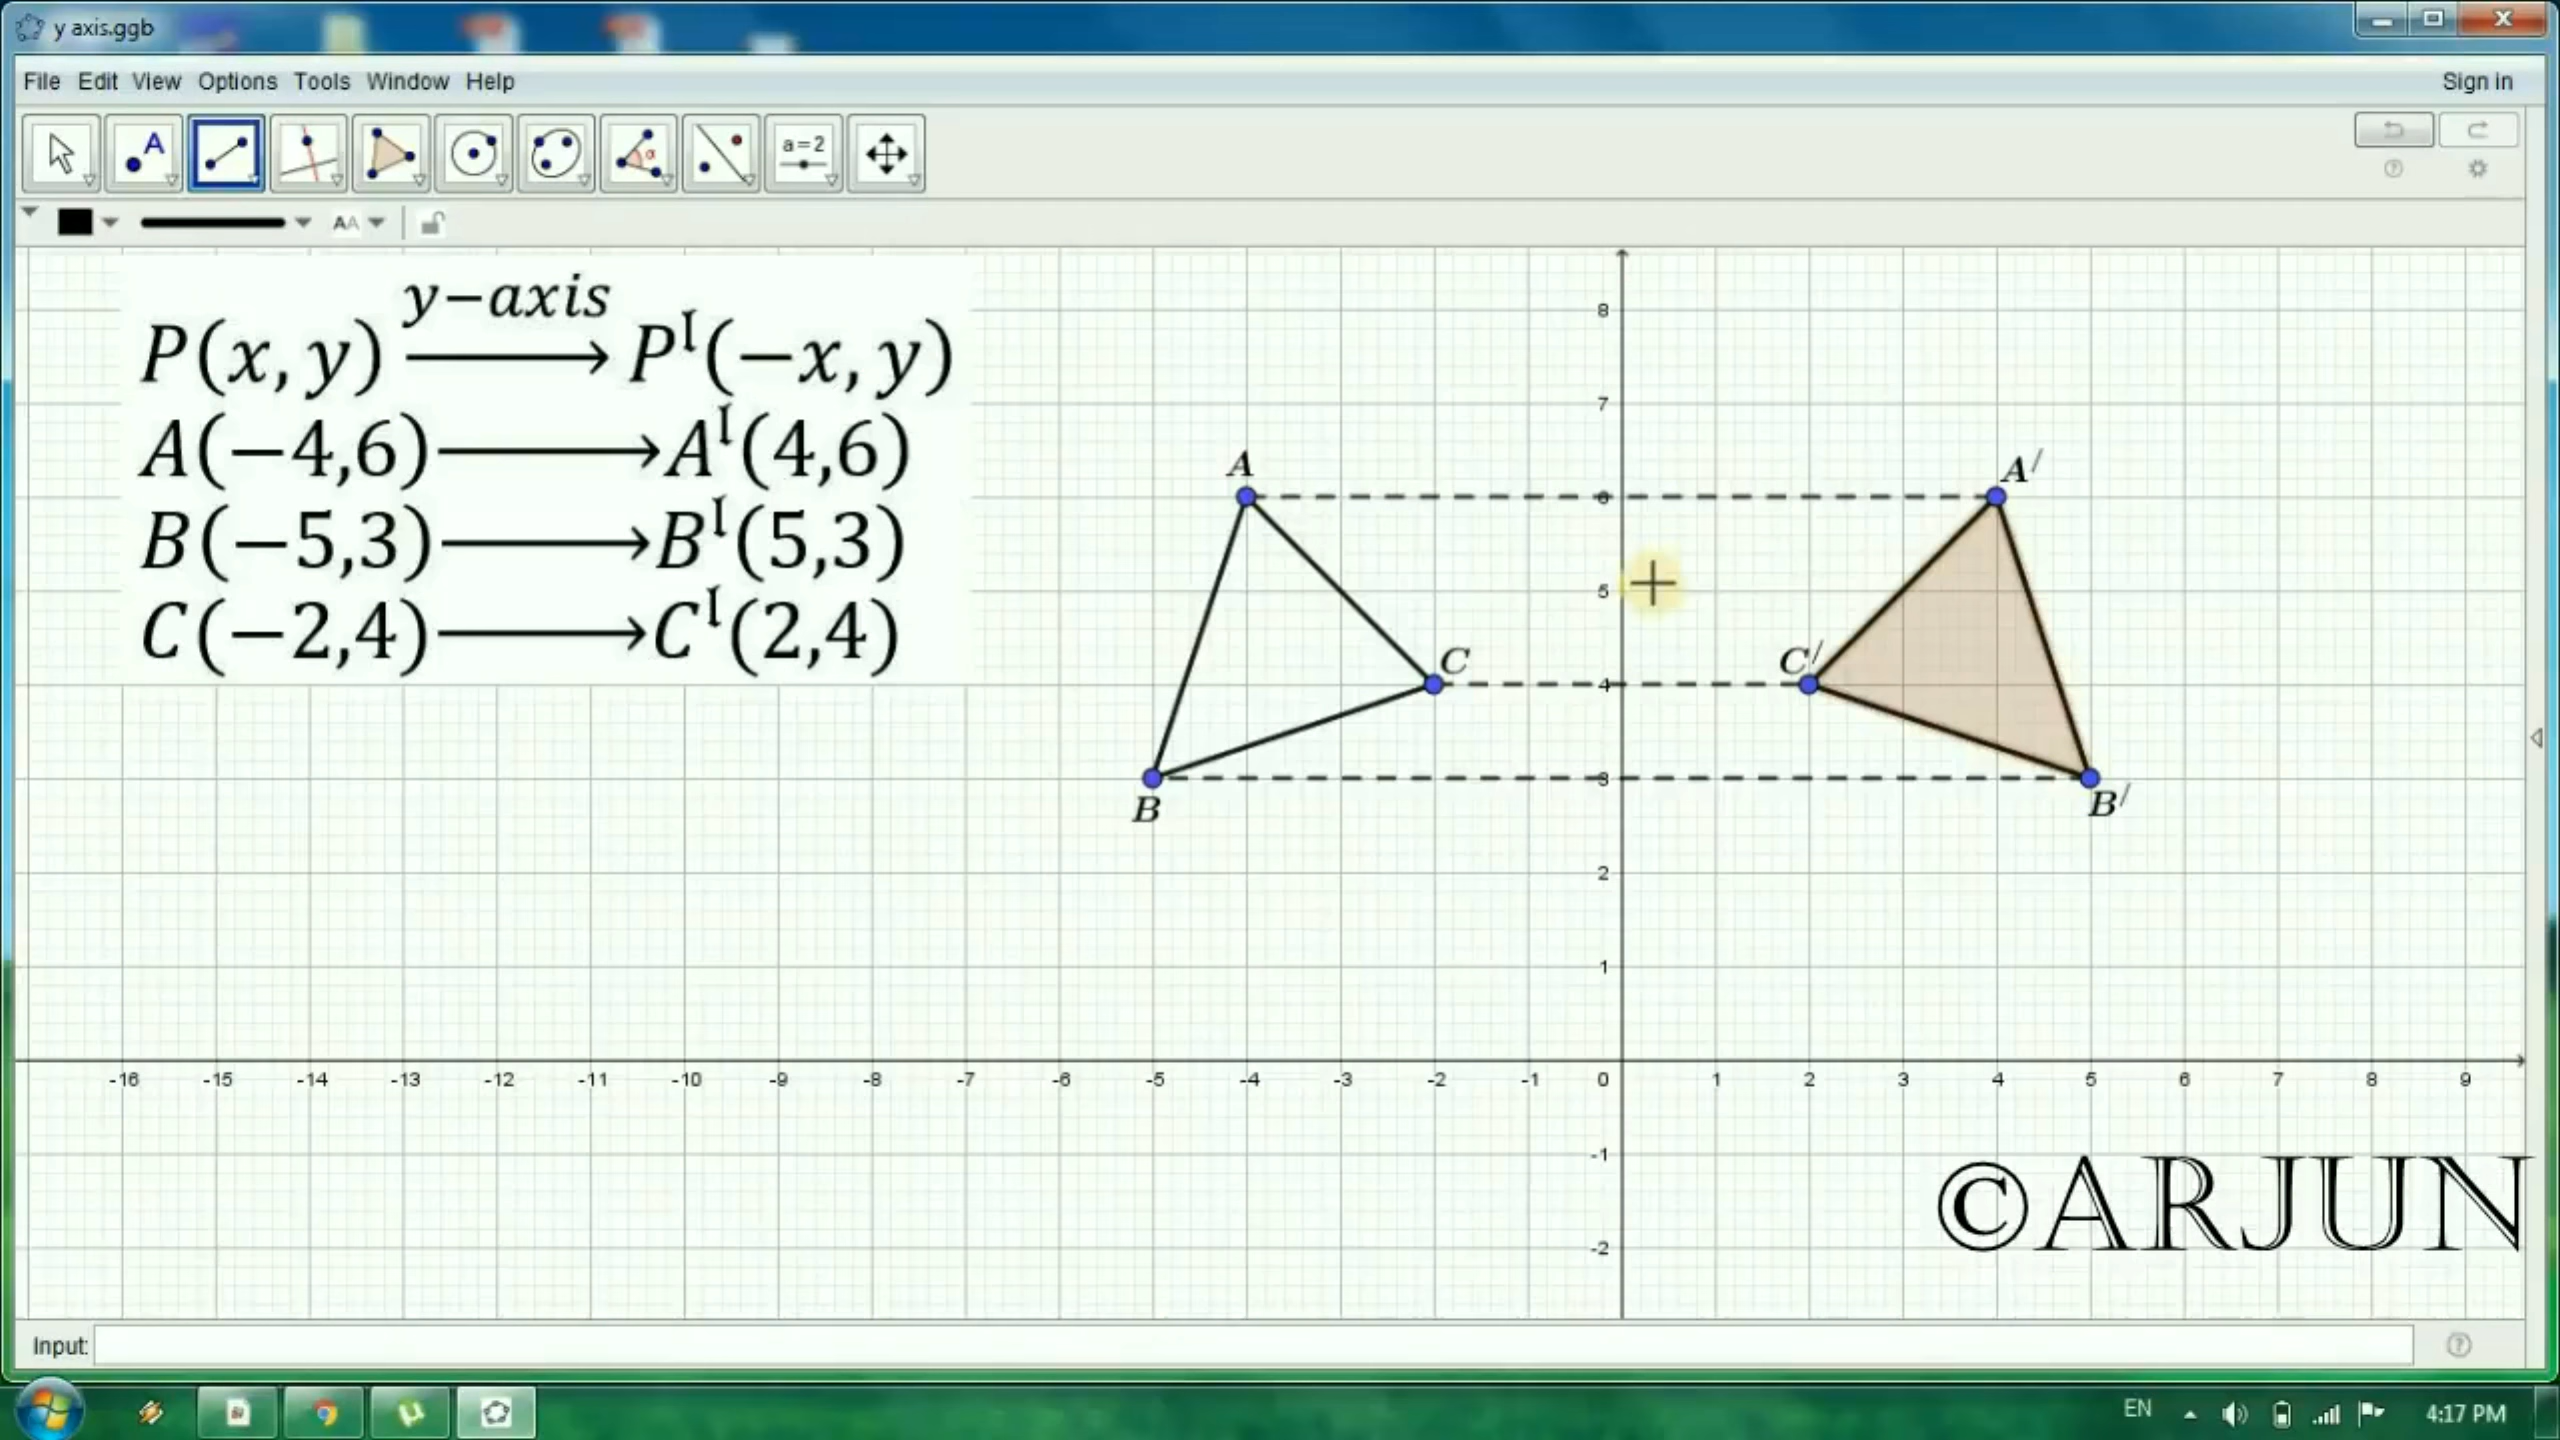 y axis.ggb
File Edit View Options Tools Window Help Sign in
A α a=2
AA
y−axis
P(x, y) ⟶ P′(−x, y)
A(−4,6) ⟶ A′(4,6)
B(−5,3) ⟶ B′(5,3)
C(−2,4) ⟶ C′(2,4)
8
7
A A/
6
5
C C/
4
3
B B/
2
1
-16 -15 -14 -13 -12 -11 -10 -9 -8 -7 -6 -5 -4 -3 -2 -1 0 1 2 3 4 5 6 7 8 9
-1
©ARJUN
-2
Input:
EN 4:17 PM